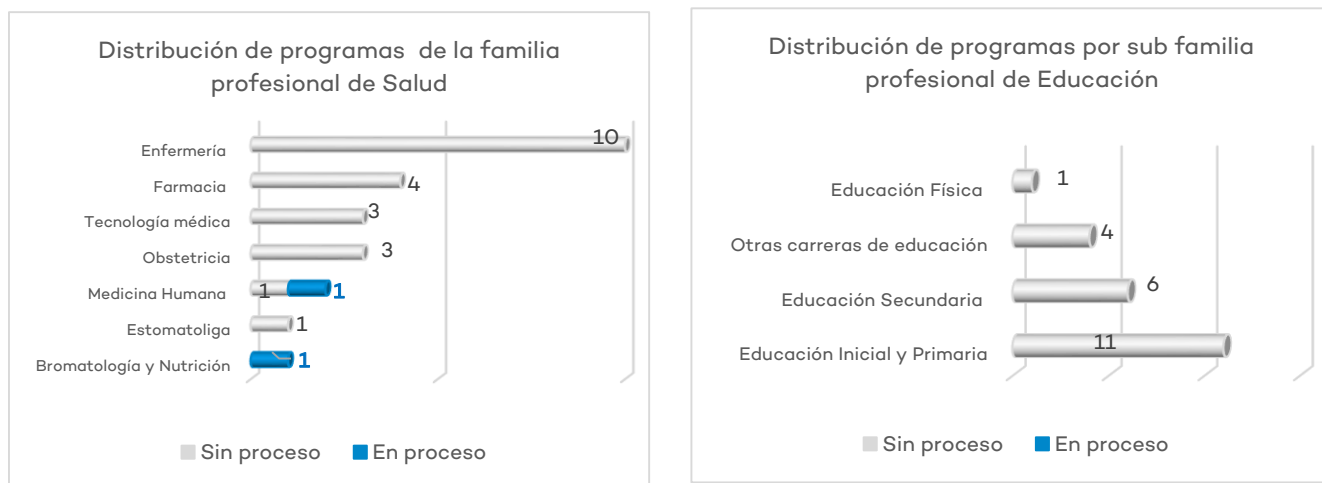 Distribución de programas de la familia
profesional de Salud
Enfermería
10
Farmacia
4
Tecnología médica
3
Obstetricia
3
Medicina Humana
1
1
Estomatoliga
1
Bromatología y Nutrición
1
Sin proceso
En proceso
Distribución de programas por sub familia
profesional de Educación
Educación Física
1
Otras carreras de educación
4
Educación Secundaria
6
Educación Inicial y Primaria
11
Sin proceso
En proceso